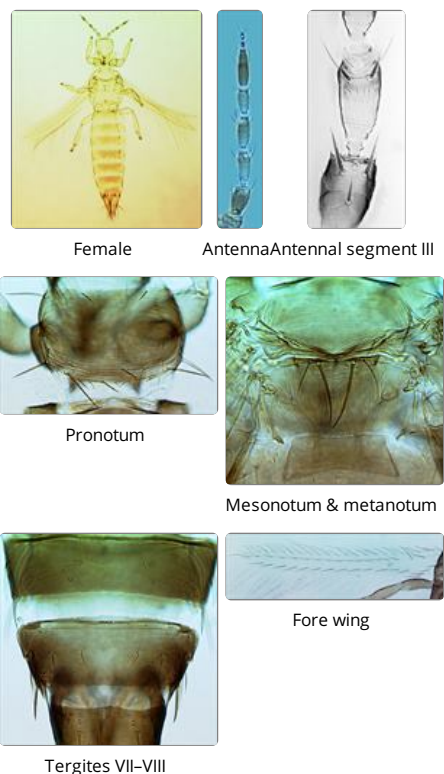 Female
AntennaAntennal segment III
Pronotum
Mesonotum & metanotum
Fore wing
Tergites VII–VIII